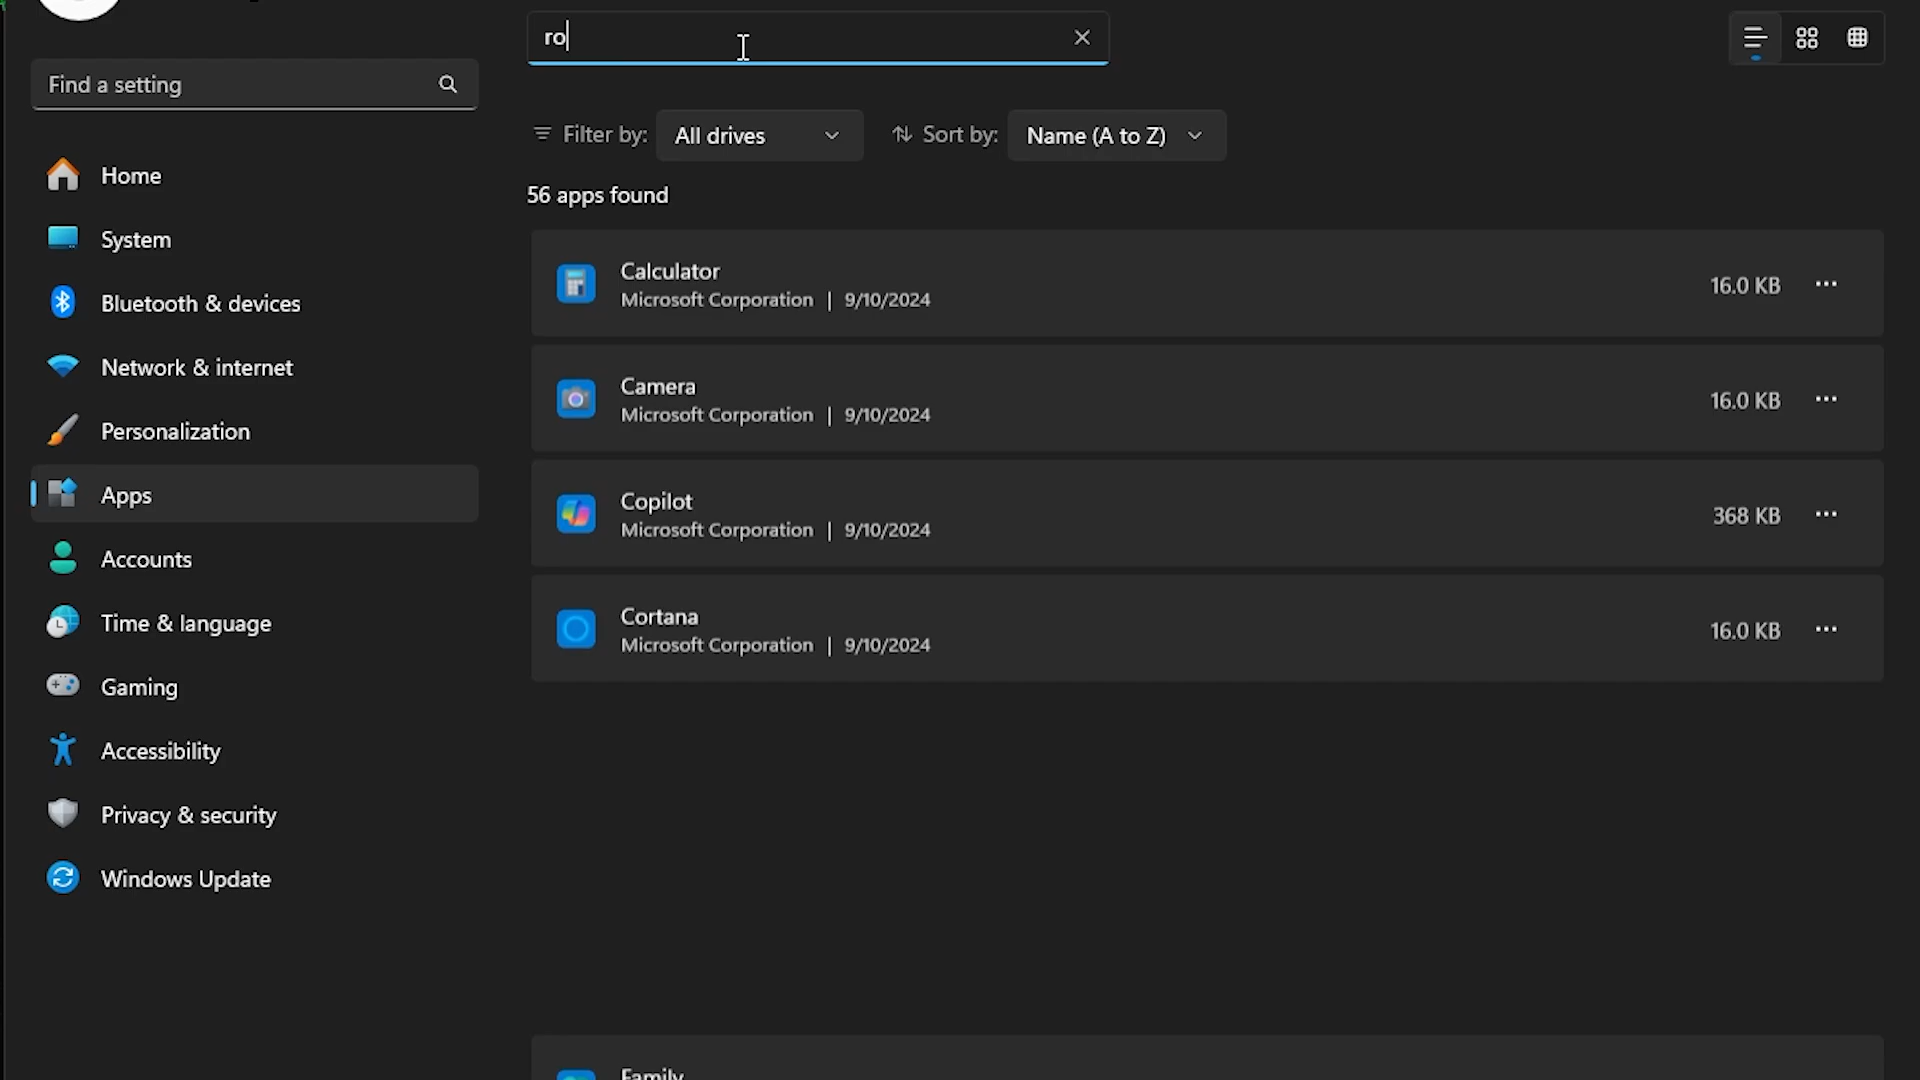 ro
Find a setting
Filter by: All drives
Sort by: Name (A to Z)
56 apps found
Home
System
Bluetooth & devices
Network & internet
Personalization
Apps
Accounts
Time & language
Gaming
Accessibility
Privacy & security
Windows Update
Calculator
Microsoft Corporation | 9/10/2024
16.0 KB
Camera
Microsoft Corporation | 9/10/2024
16.0 KB
Copilot
Microsoft Corporation | 9/10/2024
368 KB
Cortana
Microsoft Corporation | 9/10/2024
16.0 KB
Family